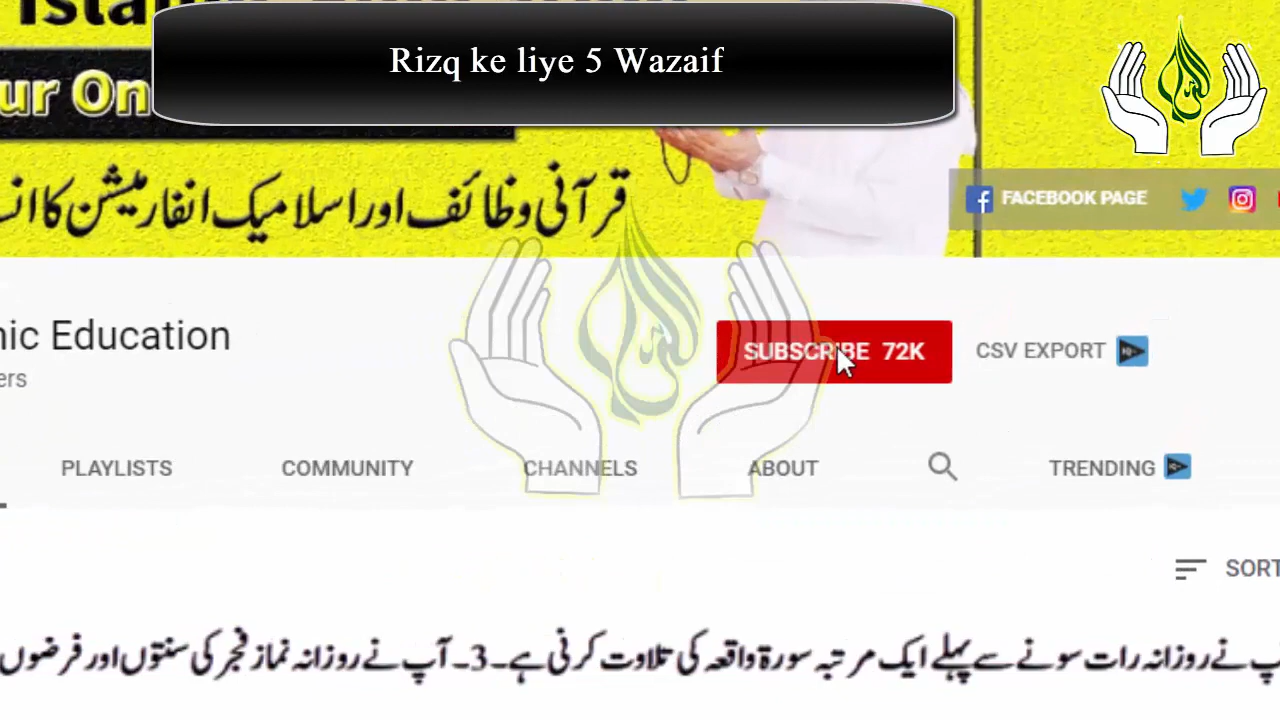 Rizq ke liye 5 Wazaif
ur On
قرآنی وظائف اور اسلامیک انفارمیشن کا
FACEBOOK PAGE
nic Education
SUBSCRIBE 72K
CSV EXPORT
ers
PLAYLISTS
COMMUNITY
CHANNELS
ABOUT
TRENDING
SORT
نے روزانہ رات سونے سے پہلے ایک مرتبہ سورۃ واقعہ کی تلاوت کرنی ہے۔3۔آپ نے روزانہ نماز فجر کی سنتوں اور فرضوں